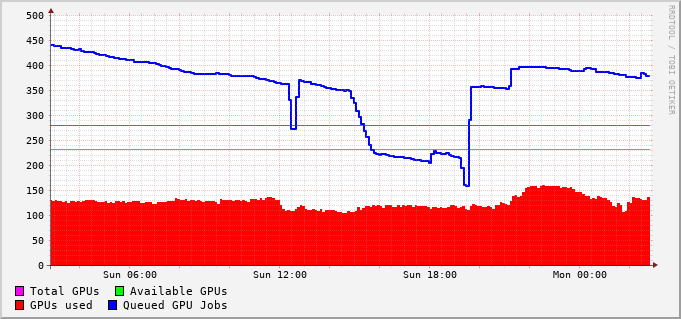 RRDTOOL / TOBI OETIKER
500
450
400
350
300
250
200
150
100
50
0
Sun 06:00 Sun 12:00 Sun 18:00 Mon 00:00
Total GPUs Available GPUs
GPUs used Queued GPU Jobs